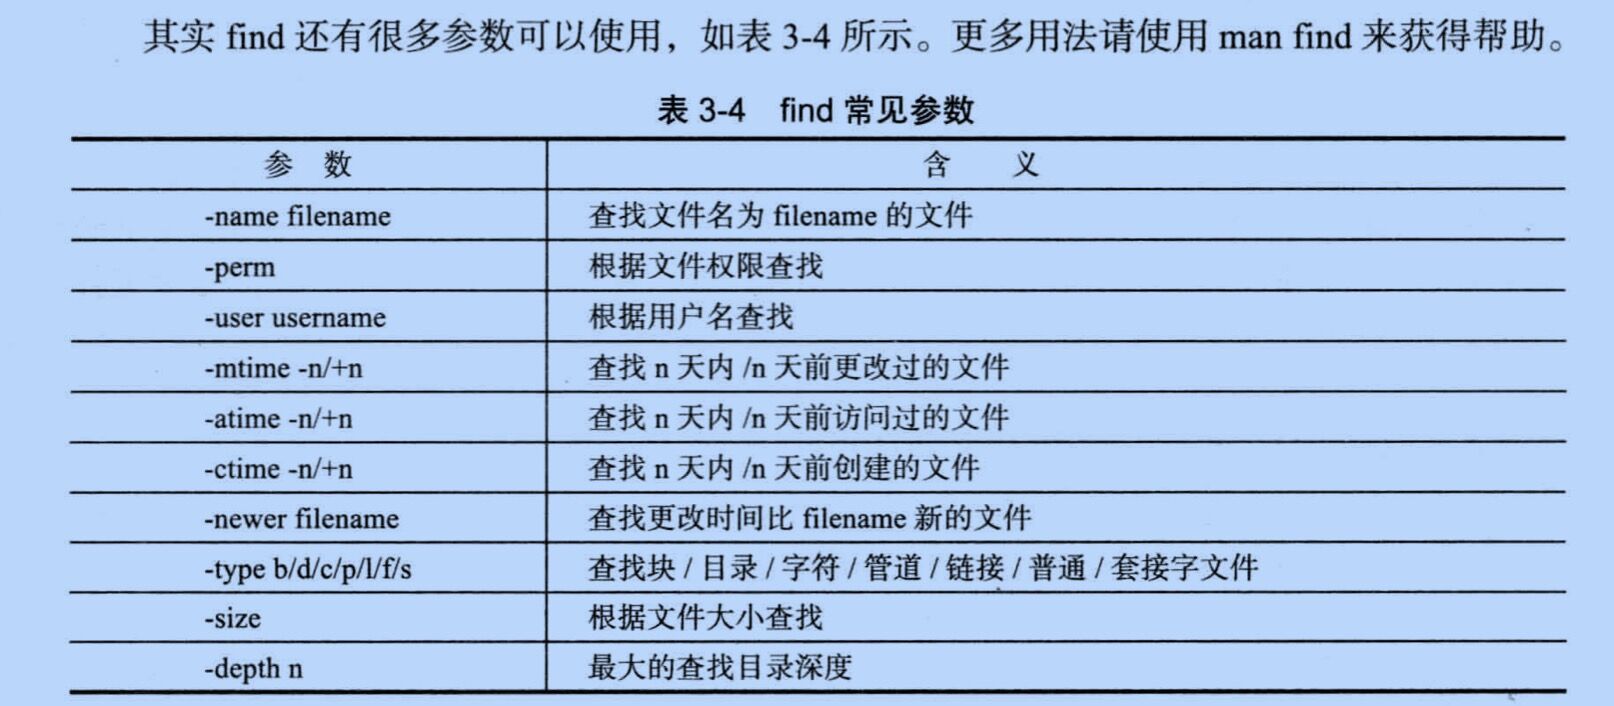 其实 find 还有很多参数可以使用，如表 3-4 所示。更多用法请使用 man find 来获得帮助。
表 3-4 find 常见参数
参 数 含 义
-name filename 查找文件名为 filename 的文件
-perm 根据文件权限查找
-user username 根据用户名查找
-mtime -n/+n 查找 n 天内 /n 天前更改过的文件
-atime -n/+n 查找 n 天内 /n 天前访问过的文件
-ctime -n/+n 查找 n 天内 /n 天前创建的文件
-newer filename 查找更改时间比 filename 新的文件
-type b/d/c/p/l/f/s 查找块 / 目录 / 字符 / 管道 / 链接 / 普通 / 套接字文件
-size 根据文件大小查找
-depth n 最大的查找目录深度